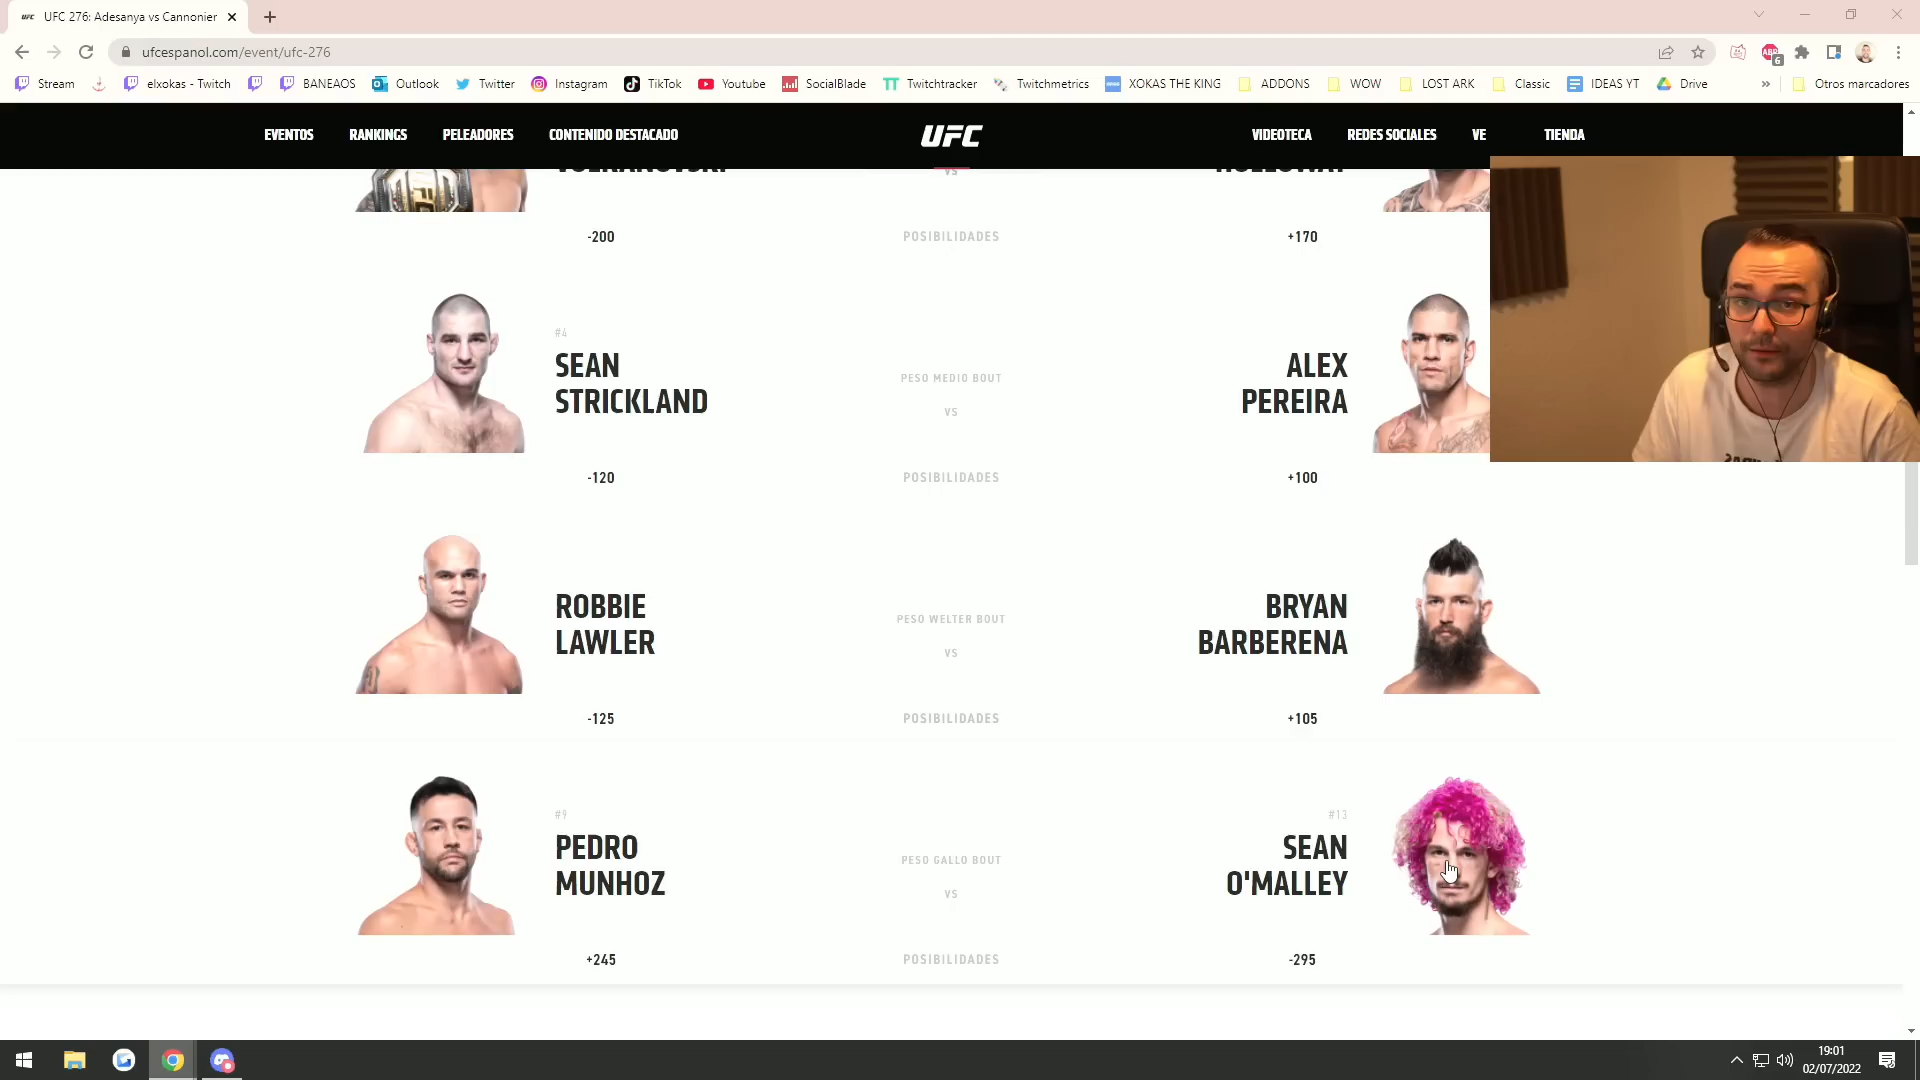 UFC 276: Adesanya vs Cannonier
ufcespanol.com/event/ufc-276
Stream
elxokas - Twitch
BANEAOS
Outlook
Twitter
Instagram
TikTok
Youtube
SocialBlade
Twitchtracker
Twitchmetrics
XOKAS THE KING
ADDONS
WOW
LOST ARK
Classic
IDEAS YT
Drive
»
Otros marcadores
EVENTOS
RANKINGS
PELEADORES
CONTENIDO DESTACADO
UFC
VIDEOTECA
REDES SOCIALES
VE
TIENDA
VOLKANOVSKI
VS
HOLLOWAY
-200
POSIBILIDADES
+170
#4
SEAN
STRICKLAND
PESO MEDIO BOUT
VS
ALEX
PEREIRA
-120
POSIBILIDADES
+100
ROBBIE
LAWLER
PESO WELTER BOUT
VS
BRYAN
BARBERENA
-125
POSIBILIDADES
+105
#9
PEDRO
MUNHOZ
PESO GALLO BOUT
VS
#13
SEAN
O'MALLEY
+245
POSIBILIDADES
-295
19:01
02/07/2022